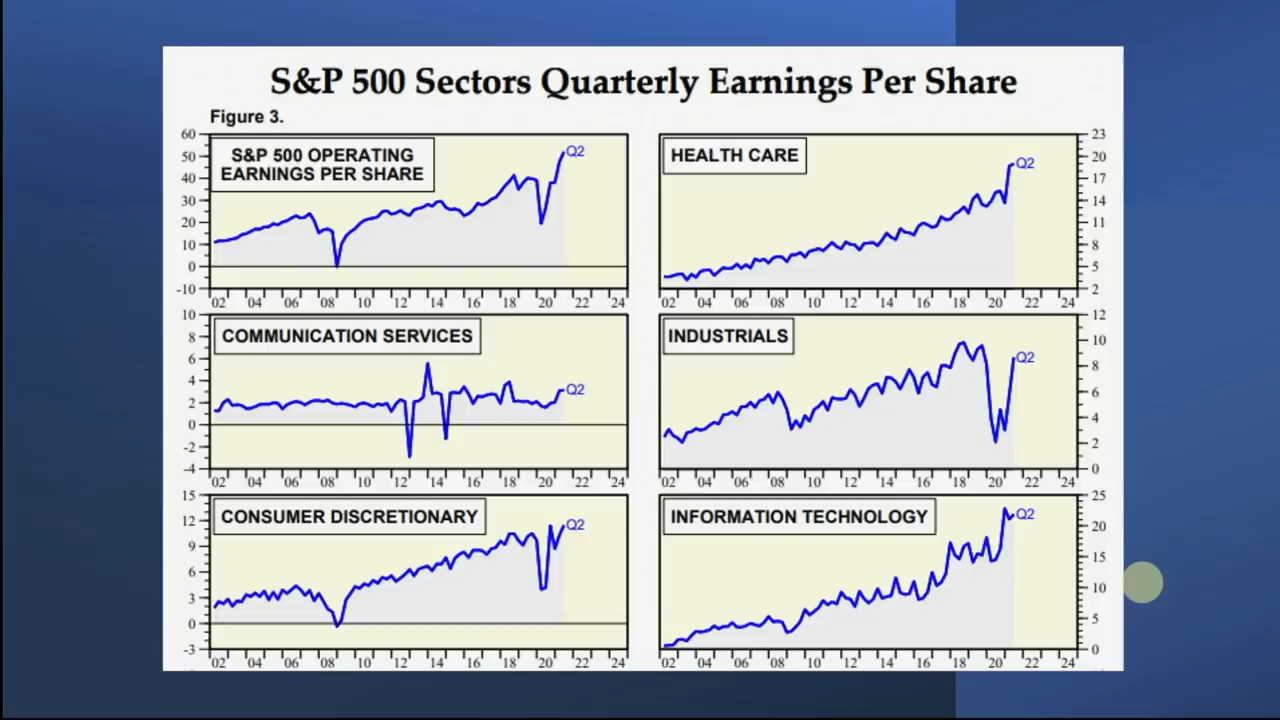 S&P 500 Sectors Quarterly Earnings Per Share
Figure 3.
S&P 500 OPERATING
EARNINGS PER SHARE
Q2
60
50
40
30
20
10
0
-10
02 04 06 08 10 12 14 16 18 20 22 24
HEALTH CARE
Q2
23
20
17
14
11
8
5
2
02 04 06 08 10 12 14 16 18 20 22 24
COMMUNICATION SERVICES
Q2
10
8
6
4
2
0
-2
-4
02 04 06 08 10 12 14 16 18 20 22 24
INDUSTRIALS
Q2
12
10
8
6
4
2
0
02 04 06 08 10 12 14 16 18 20 22 24
CONSUMER DISCRETIONARY
Q2
15
12
9
6
3
0
-3
02 04 06 08 10 12 14 16 18 20 22 24
INFORMATION TECHNOLOGY
Q2
25
20
15
10
5
0
02 04 06 08 10 12 14 16 18 20 22 24